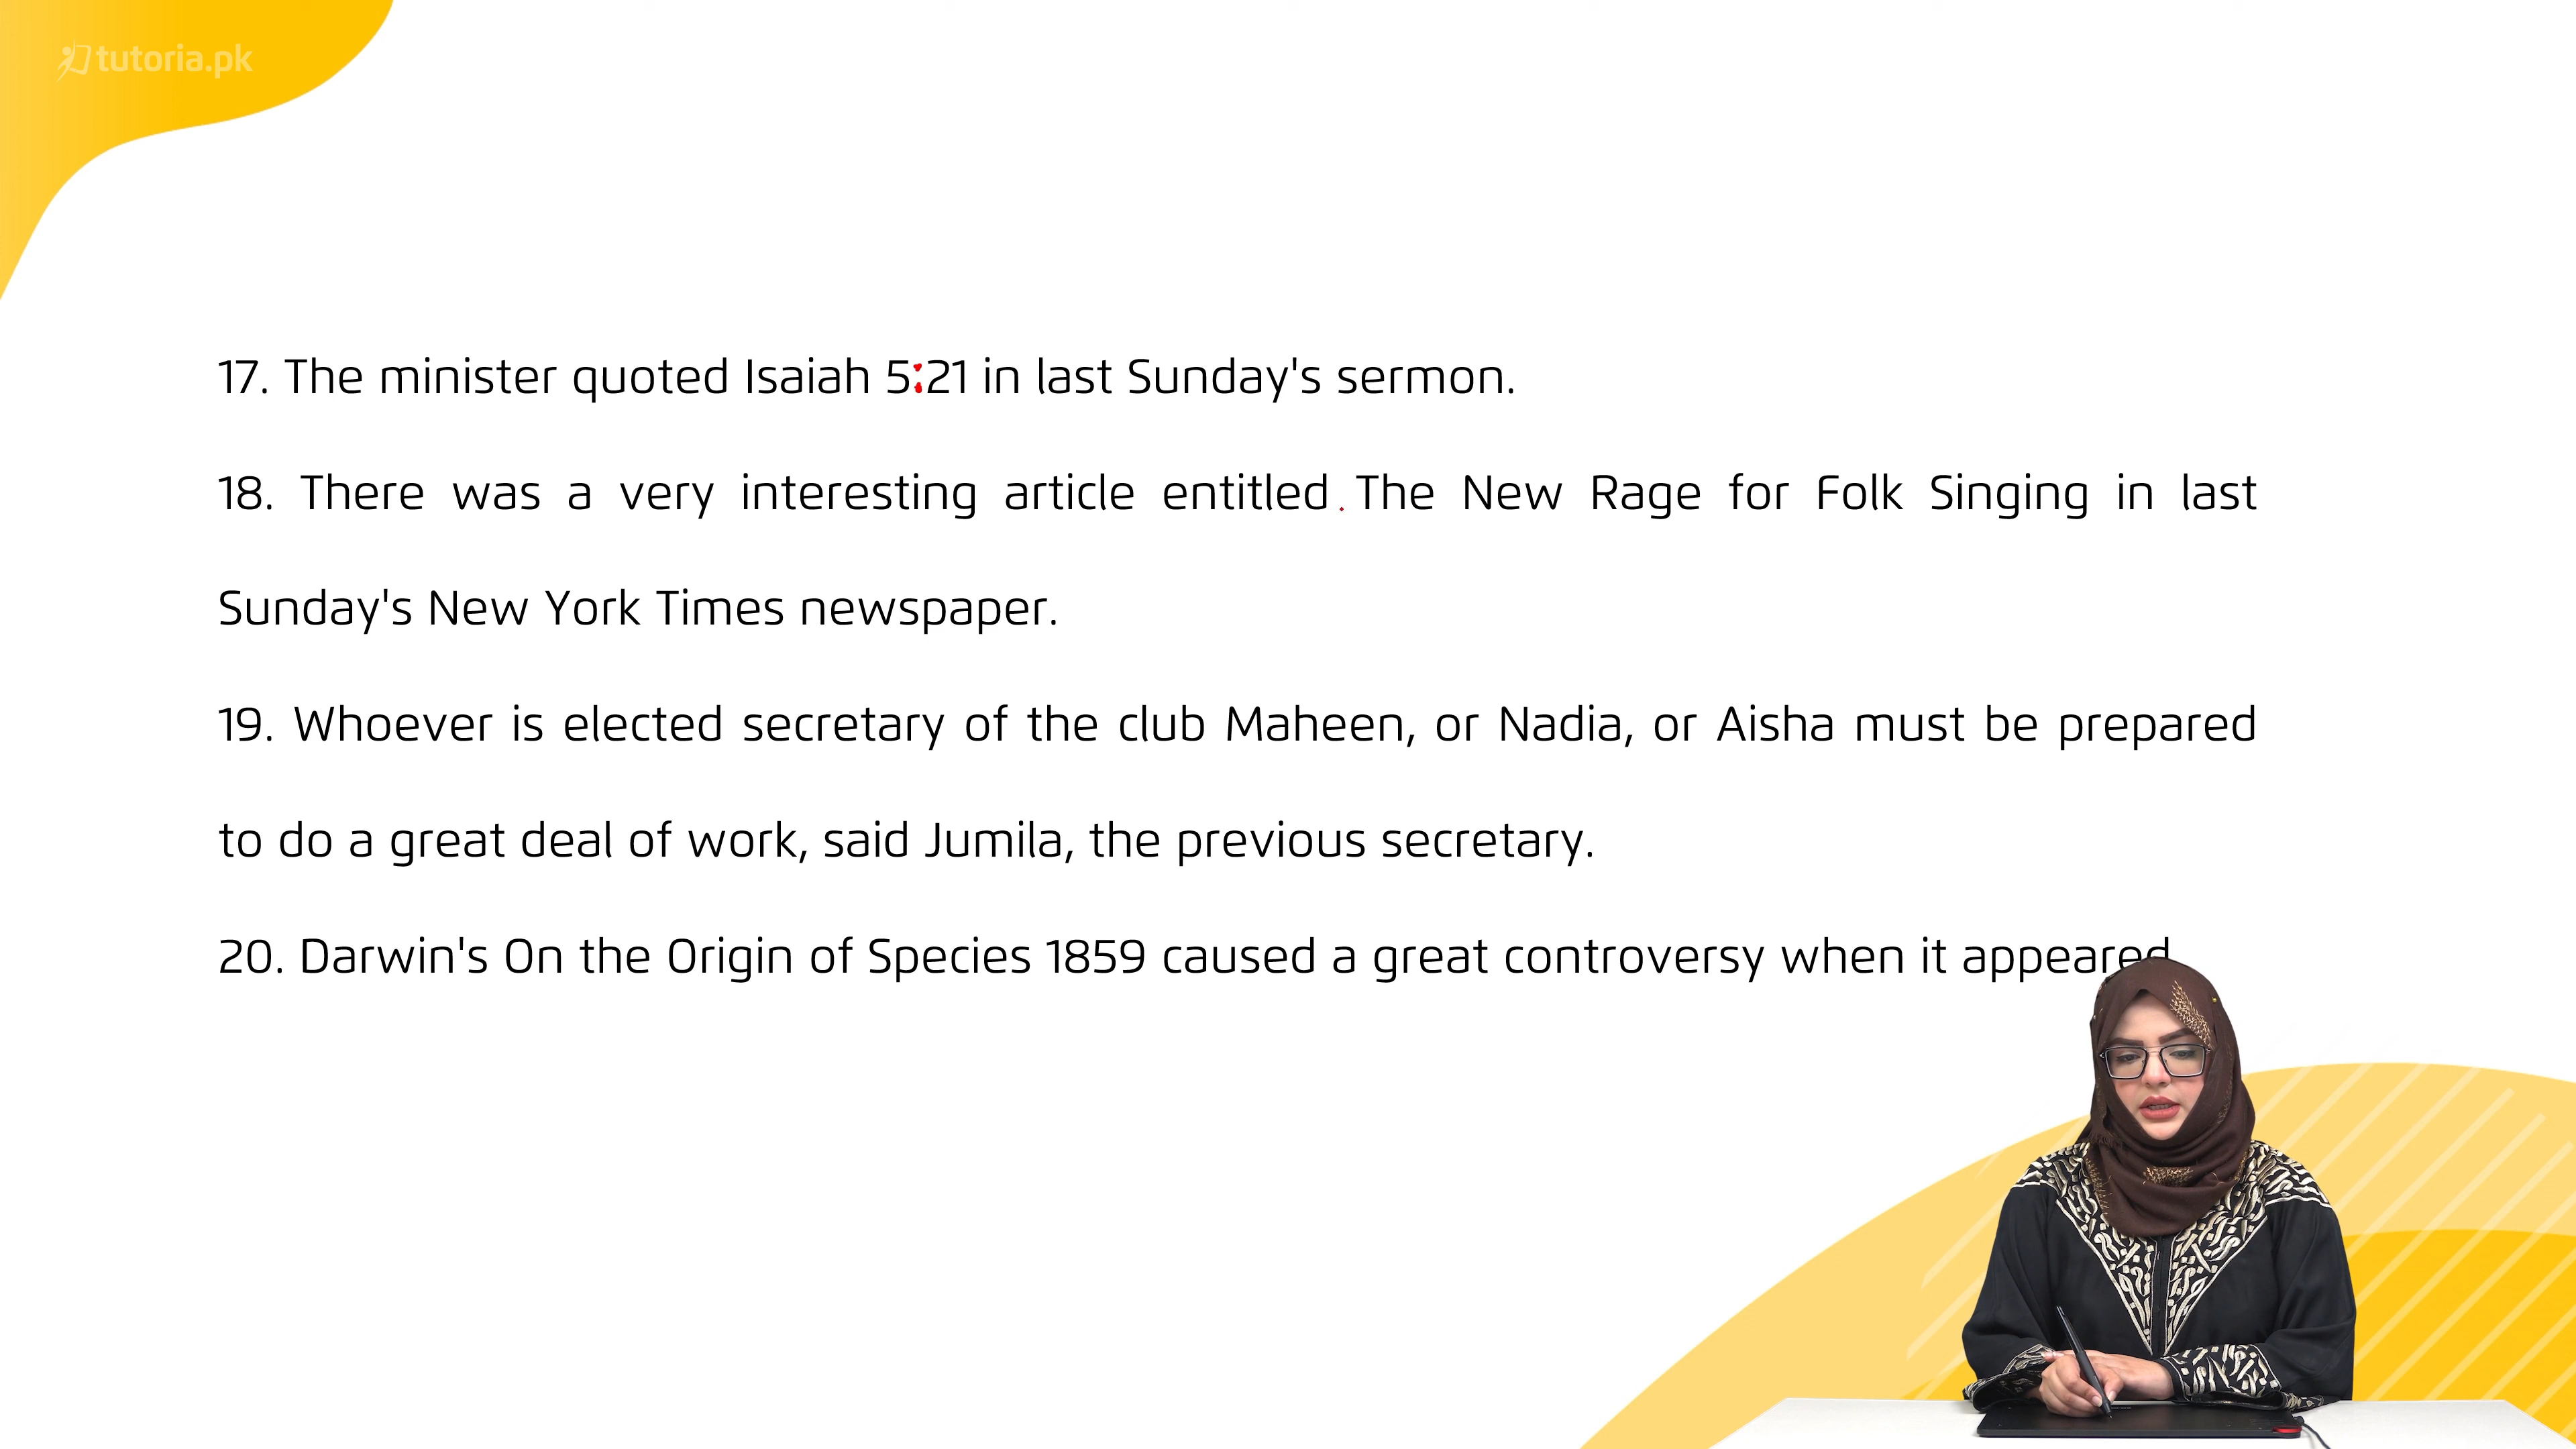 tutoria.pk
17. The minister quoted Isaiah 5:21 in last Sunday's sermon.
18. There was a very interesting article entitled . The New Rage for Folk Singing in last
Sunday's New York Times newspaper.
19. Whoever is elected secretary of the club Maheen, or Nadia, or Aisha must be prepared
to do a great deal of work, said Jumila, the previous secretary.
20. Darwin's On the Origin of Species 1859 caused a great controversy when it appeared